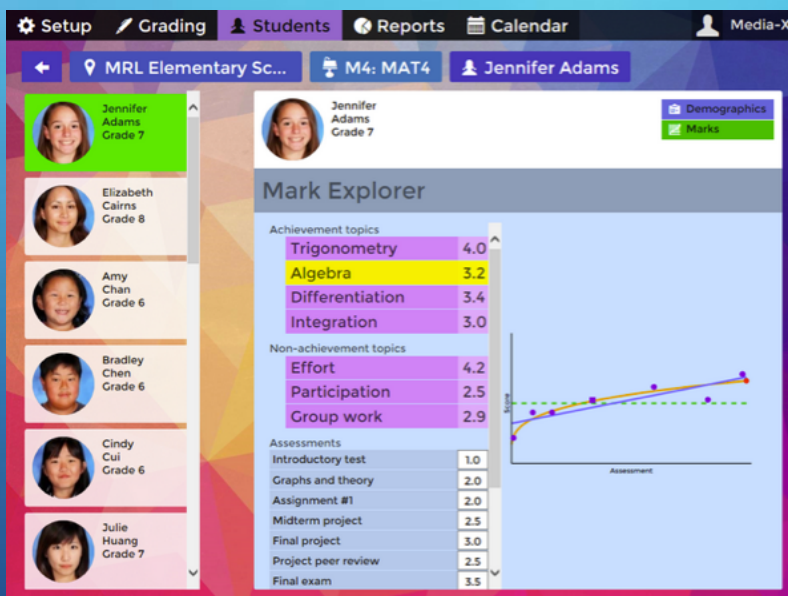 Setup
Grading
Students
Reports
Calendar
Media-X
MRL Elementary Sc...
M4: MAT4
Jennifer Adams
Jennifer
Adams
Grade 7
Elizabeth
Cairns
Grade 8
Amy
Chan
Grade 6
Bradley
Chen
Grade 6
Cindy
Cui
Grade 6
Julie
Huang
Grade 7
Jennifer
Adams
Grade 7
Demographics
Marks
Mark Explorer
Achievement topics
Trigonometry 4.0
Algebra 3.2
Differentiation 3.4
Integration 3.0
Non-achievement topics
Effort 4.2
Participation 2.5
Group work 2.9
Assessments
Introductory test 1.0
Graphs and theory 2.0
Assignment #1 2.0
Midterm project 2.5
Final project 3.0
Project peer review 2.5
Final exam 3.5
Score
Assessment